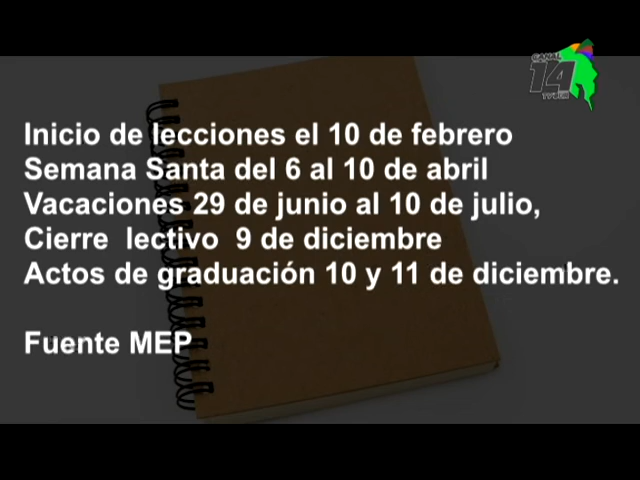 CANAL
14
Inicio de lecciones el 10 de febrero
Semana Santa del 6 al 10 de abril
Vacaciones 29 de junio al 10 de julio,
Cierre  lectivo  9 de diciembre
Actos de graduación 10 y 11 de diciembre.
Fuente MEP